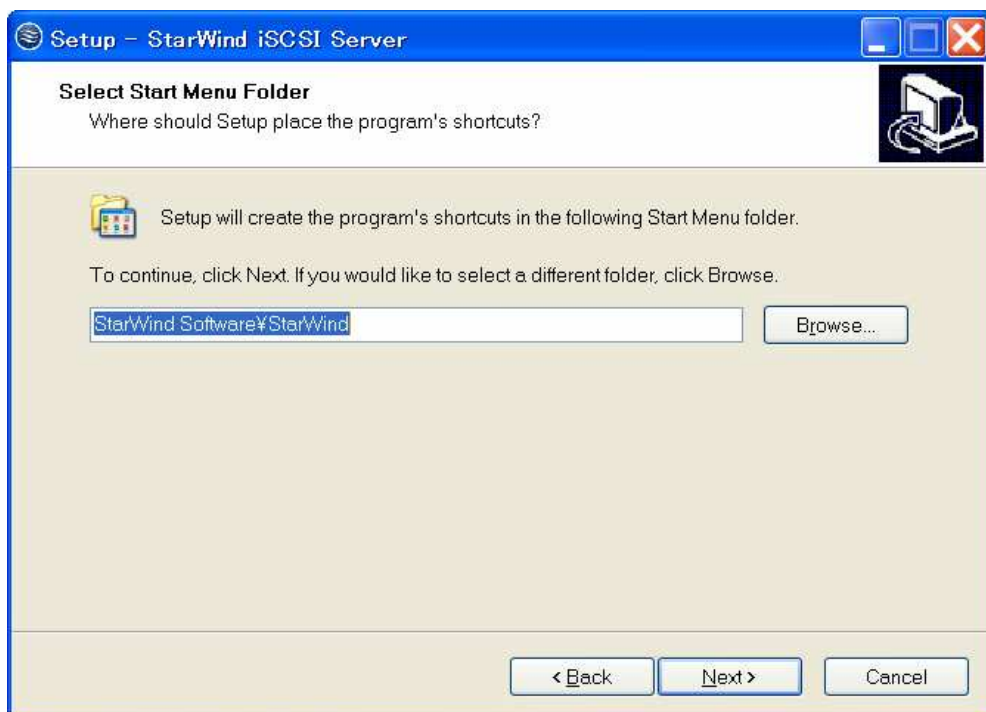 Setup - StarWind iSCSI Server
Select Start Menu Folder
Where should Setup place the program's shortcuts?
Setup will create the program's shortcuts in the following Start Menu folder.
To continue, click Next. If you would like to select a different folder, click Browse.
StarWind Software¥StarWind
Browse...
< Back
Next >
Cancel